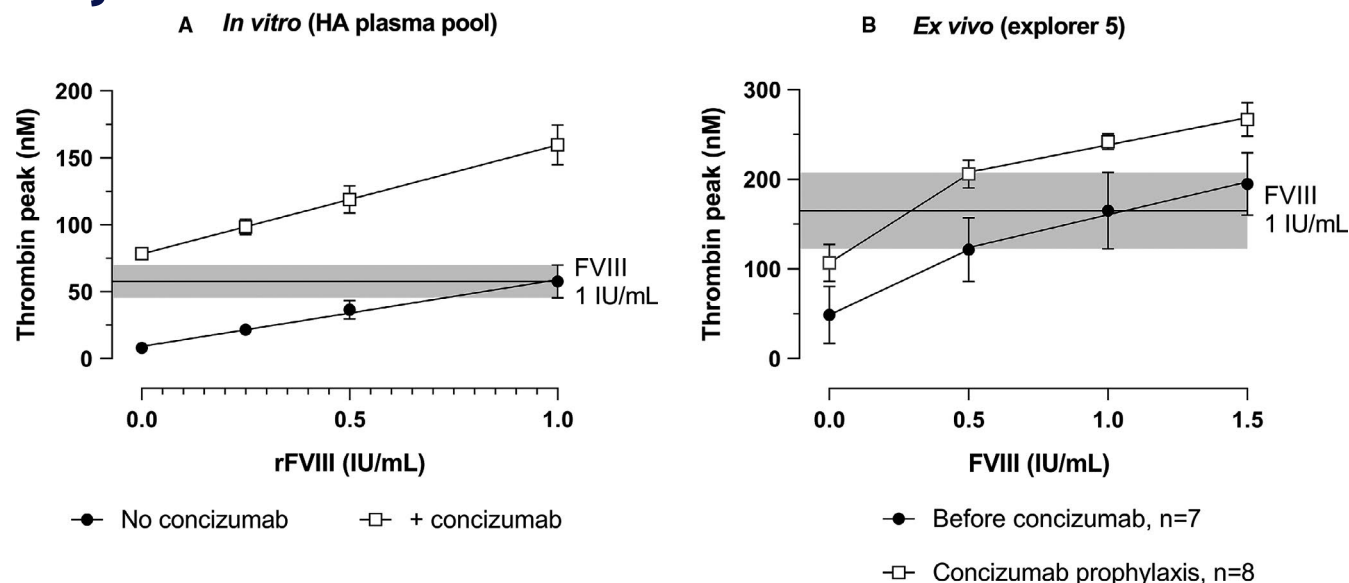 A In vitro (HA plasma pool)
Thrombin peak (nM)
200
150
100
50
0
FVIII
1 IU/mL
0.0 0.5 1.0
rFVIII (IU/mL)
No concizumab + concizumab
B Ex vivo (explorer 5)
Thrombin peak (nM)
300
200
100
0
FVIII
1 IU/mL
0.0 0.5 1.0 1.5
FVIII (IU/mL)
Before concizumab, n=7
Concizumab prophylaxis, n=8